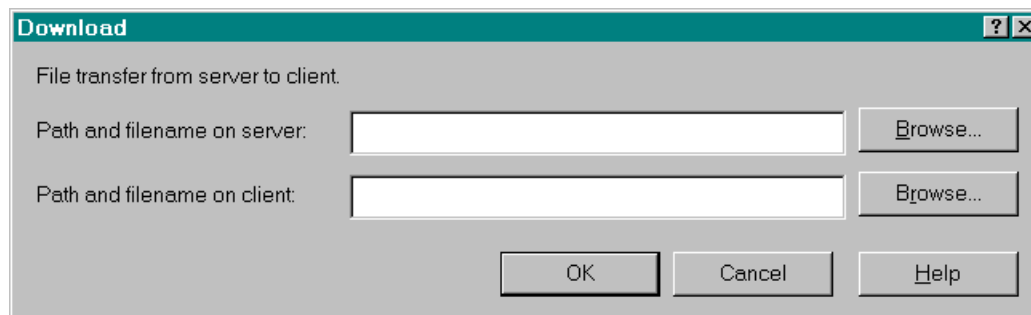 Download
File transfer from server to client.
Path and filename on server:
Browse...
Path and filename on client:
Browse...
OK
Cancel
Help